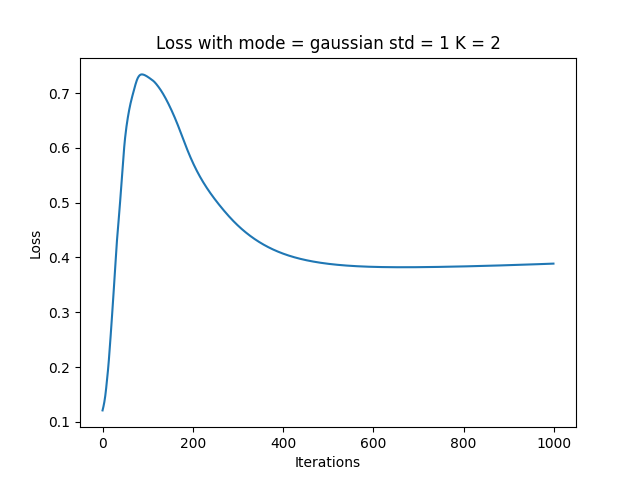 Loss with mode = gaussian std = 1 K = 2
Loss
0.7
0.6
0.5
0.4
0.3
0.2
0.1
0 200 400 600 800 1000
Iterations